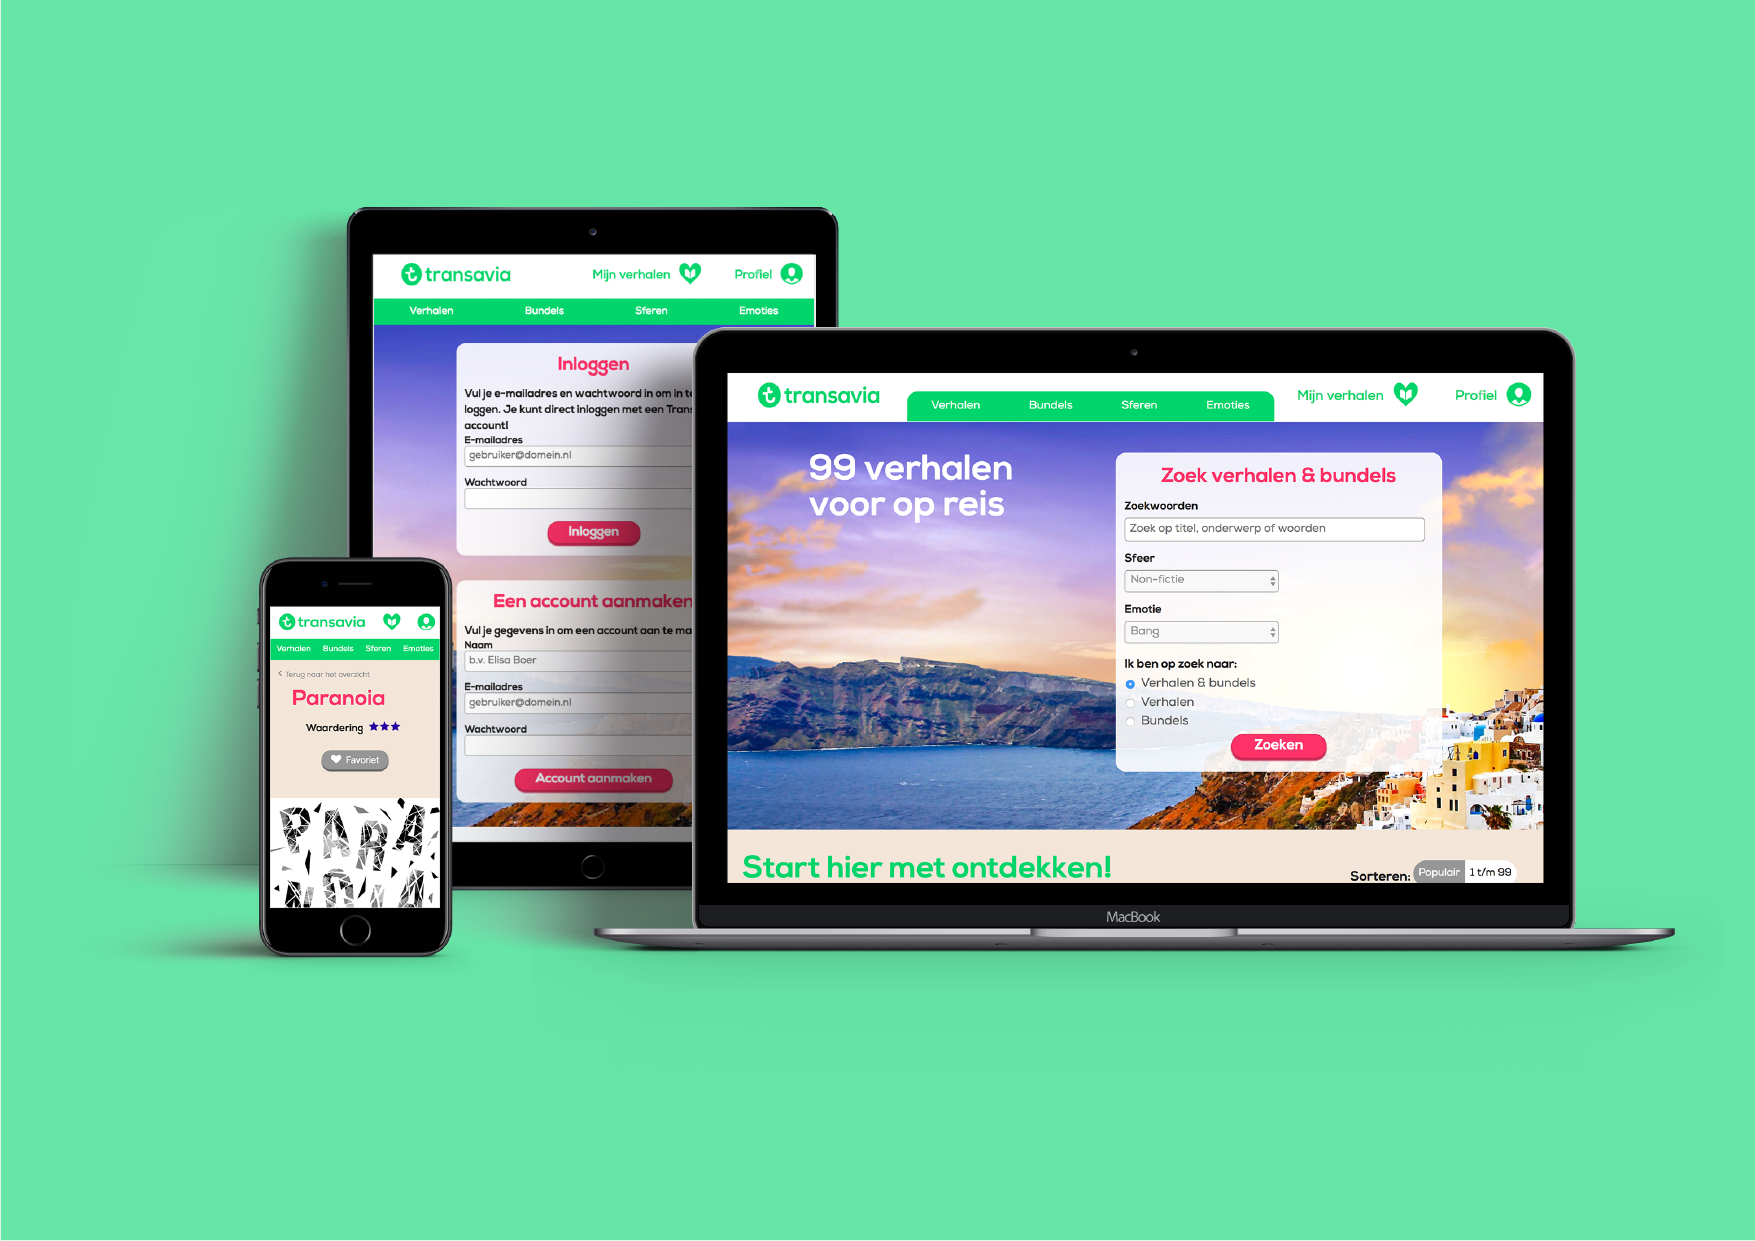 transavia
Mijn verhalen
Profiel
Verhalen
Bundels
Sferen
Emoties
Inloggen
Vul je e-mailadres en wachtwoord in om in te
loggen. Je kunt direct inloggen met een Tran
account!
E-mailadres
gebruiker@domein.nl
Wachtwoord
Inloggen
Een account aanmaken
Vul je gegevens in om een account aan te ma
Naam
b.v. Elisa Boer
E-mailadres
gebruiker@domein.nl
Wachtwoord
Account aanmaken
transavia
Verhalen
Bundels
Sferen
Emoties
< Terug naar het overzicht
Paranoia
Waardering
Favoriet
PARA
transavia
Verhalen
Bundels
Sferen
Emoties
Mijn verhalen
Profiel
99 verhalen
voor op reis
Zoek verhalen & bundels
Zoekwoorden
Zoek op titel, onderwerp of woorden
Sfeer
Non-fictie
Emotie
Bang
Ik ben op zoek naar:
Verhalen & bundels
Verhalen
Bundels
Zoeken
Start hier met ontdekken!
Sorteren: Populair 1 t/m 99
MacBook